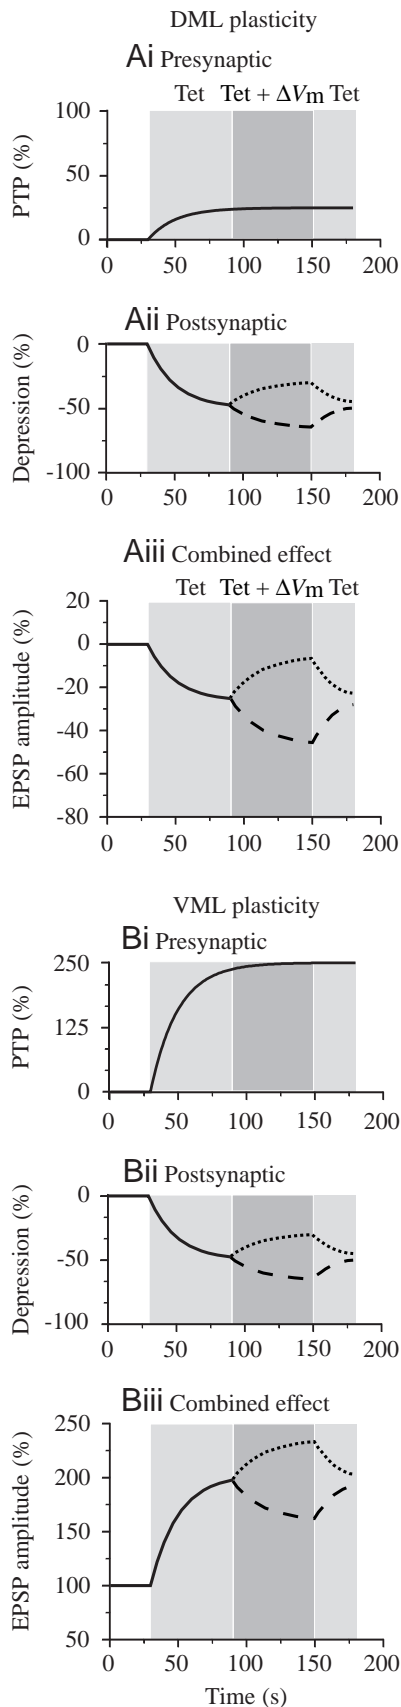 DML plasticity
Ai Presynaptic
Tet Tet + ΔVm Tet
100
50
0
PTP (%)
0 50 100 150 200
Aii Postsynaptic
0
-50
-100
Depression (%)
0 50 100 150 200
Aiii Combined effect
Tet Tet + ΔVm Tet
20
0
-20
-40
-60
-80
EPSP amplitude (%)
0 50 100 150 200
VML plasticity
Bi Presynaptic
250
125
0
PTP (%)
0 50 100 150 200
Bii Postsynaptic
0
-50
-100
Depression (%)
0 50 100 150 200
Biii Combined effect
250
200
150
100
50
EPSP amplitude (%)
0 50 100 150 200
Time (s)